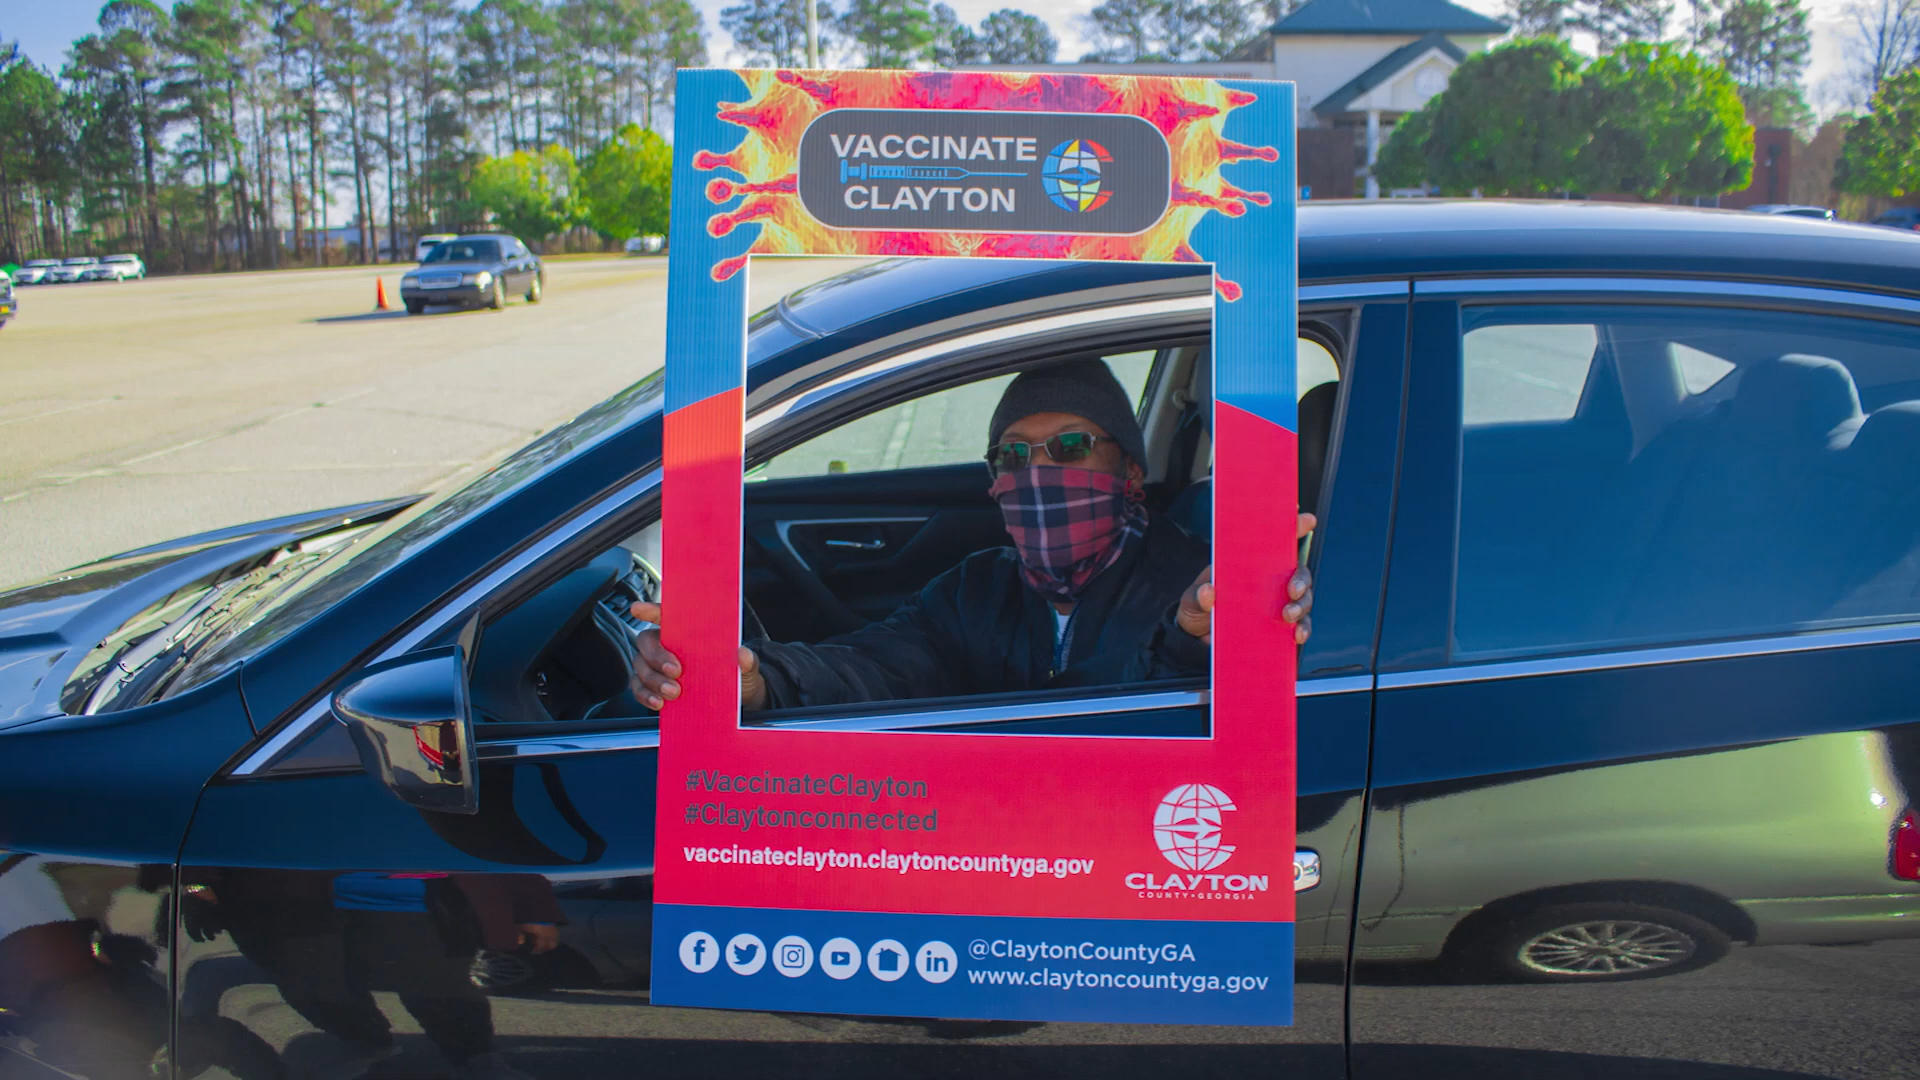 VACCINATE
CLAYTON
#VaccinateClayton
#Claytonconnected
vaccinateclayton.claytoncountyga.gov
CLAYTON
COUNTY • GEORGIA
@ClaytonCountyGA
www.claytoncountyga.gov